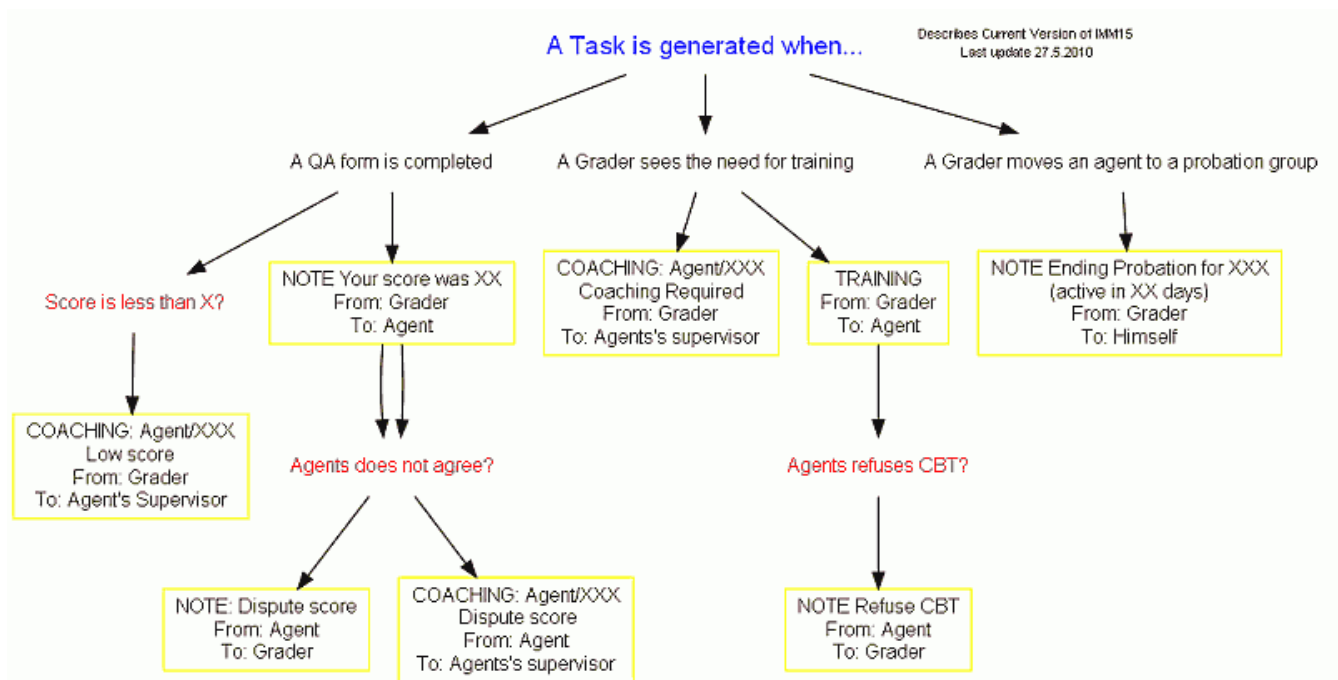 A Task is generated when...
Describes Current Version of IMM15
Last update 27.5.2010
A QA form is completed
A Grader sees the need for training
A Grader moves an agent to a probation group
Score is less than X?
NOTE Your score was XX
From: Grader
To: Agent
COACHING: Agent/XXX
Coaching Required
From: Grader
To: Agents's supervisor
TRAINING
From: Grader
To: Agent
NOTE Ending Probation for XXX
(active in XX days)
From: Grader
To: Himself
COACHING: Agent/XXX
Low score
From: Grader
To: Agent's Supervisor
Agents does not agree?
Agents refuses CBT?
NOTE: Dispute score
From: Agent
To: Grader
COACHING: Agent/XXX
Dispute score
From: Agent
To: Agents's supervisor
NOTE Refuse CBT
From: Agent
To: Grader